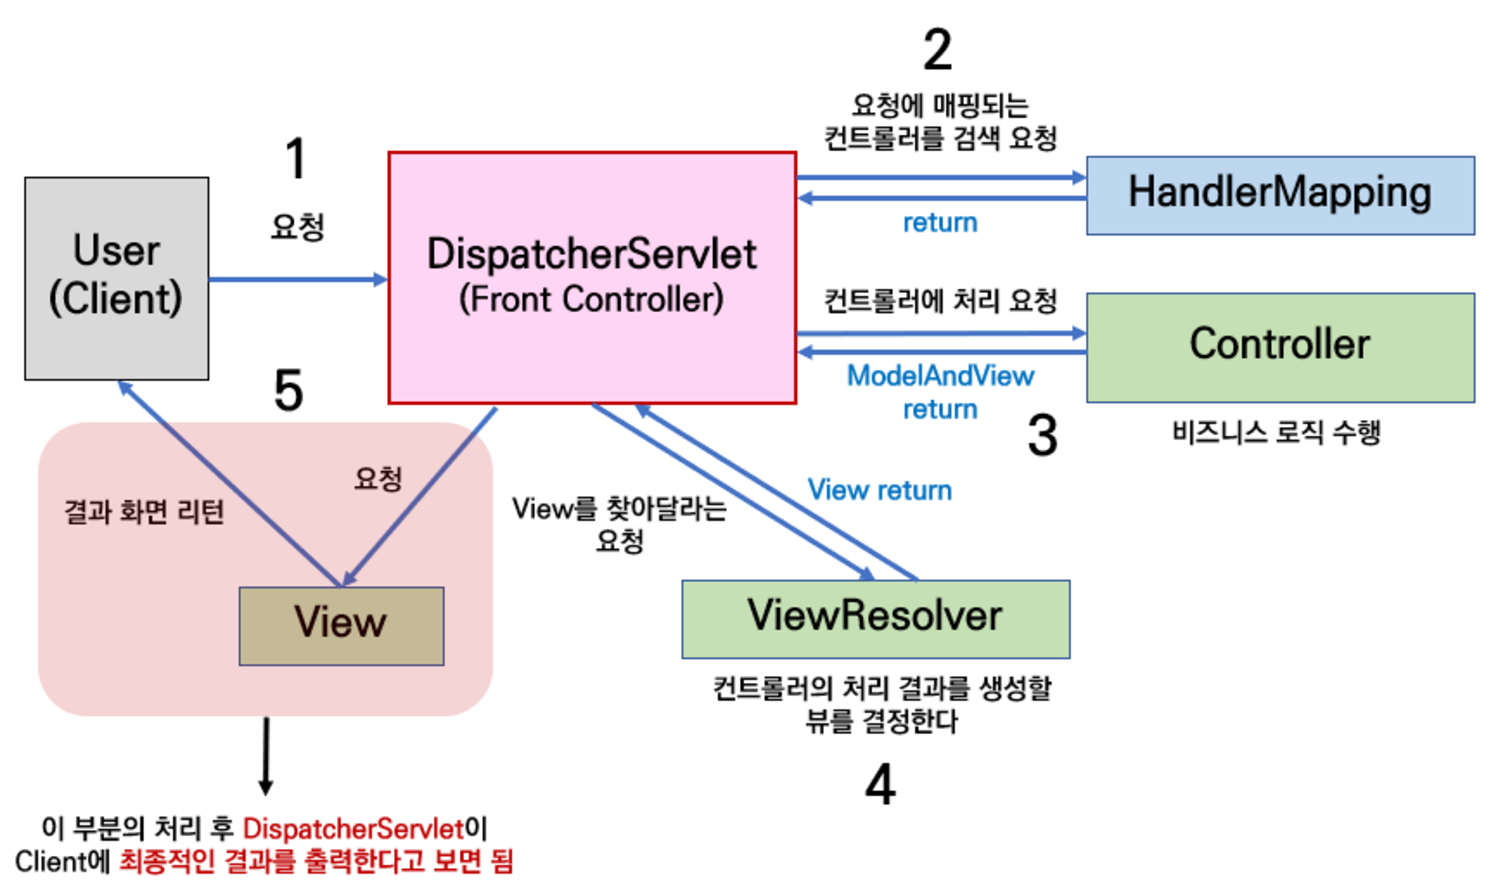 1
요청
User
(Client)
DispatcherServlet
(Front Controller)
2
요청에 매핑되는
컨트롤러를 검색 요청
return
HandlerMapping
컨트롤러에 처리 요청
ModelAndView
return
3
Controller
비즈니스 로직 수행
View를 찾아달라는
요청
View return
ViewResolver
컨트롤러의 처리 결과를 생성할
뷰를 결정한다
4
5
요청
결과 화면 리턴
View
이 부분의 처리 후 DispatcherServlet이
Client에 최종적인 결과를 출력한다고 보면 됨